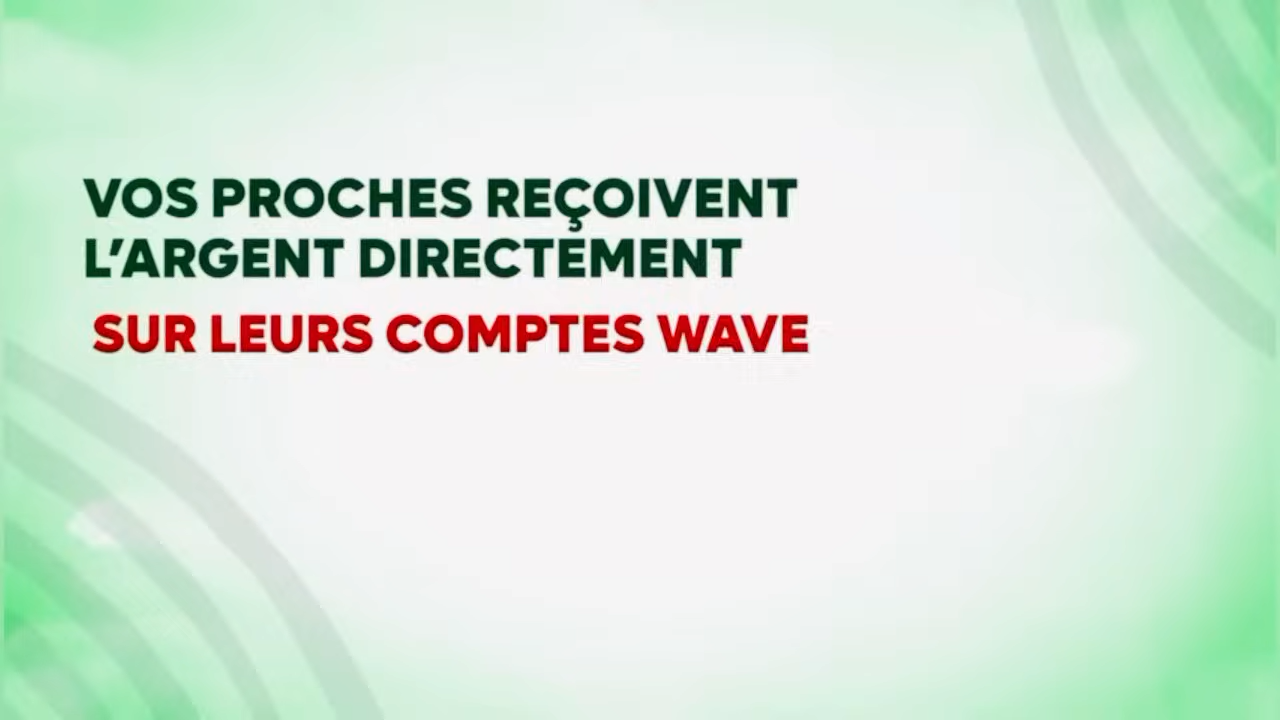 VOS PROCHES REÇOIVENT
L’ARGENT DIRECTEMENT
SUR LEURS COMPTES WAVE